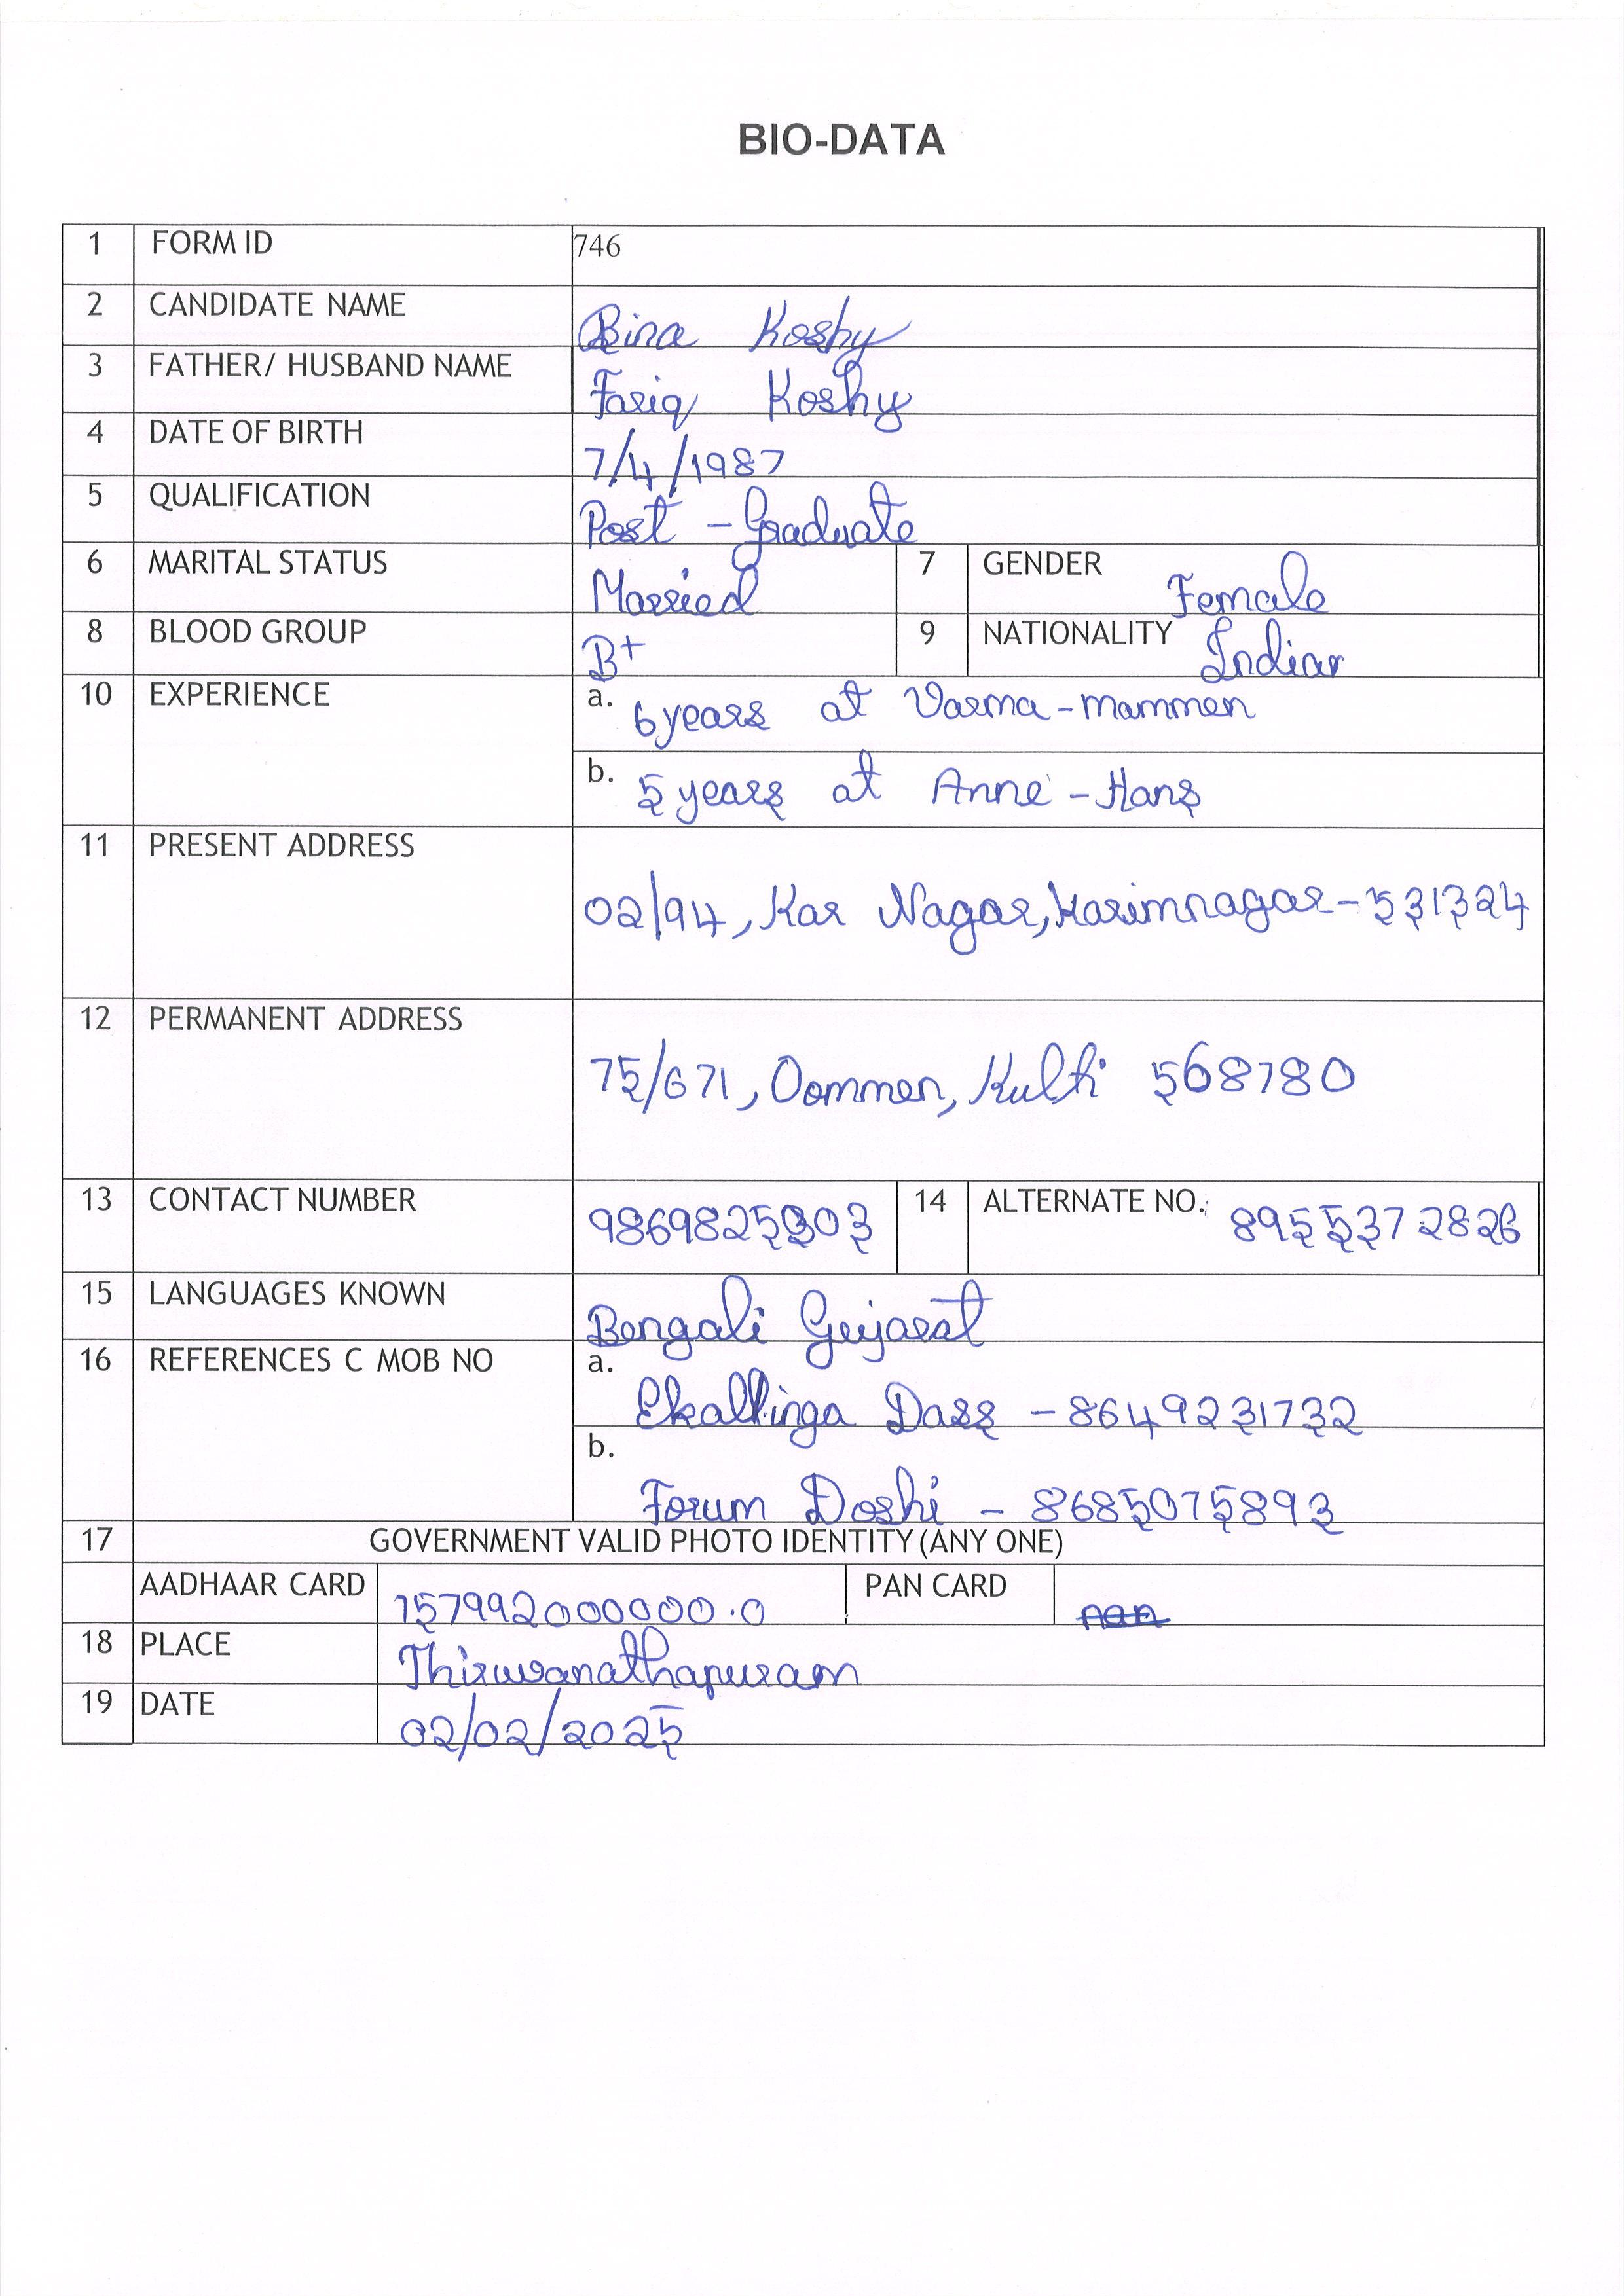 BIO-DATA
1 FORM ID 746
2 CANDIDATE NAME Bina Koshy
3 FATHER/ HUSBAND NAME Fariq Koshy
4 DATE OF BIRTH 7/4/1987
5 QUALIFICATION Post - Graduate
6 MARITAL STATUS Married 7 GENDER Female
8 BLOOD GROUP B+ 9 NATIONALITY Indian
10 EXPERIENCE a. 6 years at Varma - mammen
b. 5 years at Anne - Hans
11 PRESENT ADDRESS
02/94, Kar Nagar, Karimnagar - 531324
12 PERMANENT ADDRESS
75/671, Oommen, Kulti 568780
13 CONTACT NUMBER 9869825303 14 ALTERNATE NO.: 8955372826
15 LANGUAGES KNOWN Bengali Gujarat
16 REFERENCES C MOB NO a. Ekallinga Dass - 8649231732
b. Forum Doshi - 8685075893
17 GOVERNMENT VALID PHOTO IDENTITY (ANY ONE)
AADHAAR CARD 157992000000.0 PAN CARD nan
18 PLACE Thiruvanathapuram
19 DATE 02/02/2025